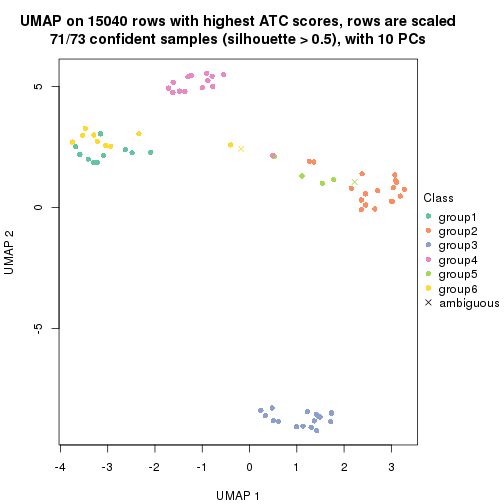 UMAP on 15040 rows with highest ATC scores, rows are scaled
71/73 confident samples (silhouette > 0.5), with 10 PCs
5
0
-5
UMAP 2
-4
-3
-2
-1
0
1
2
3
UMAP 1
Class
group1
group2
group3
group4
group5
group6
ambiguous